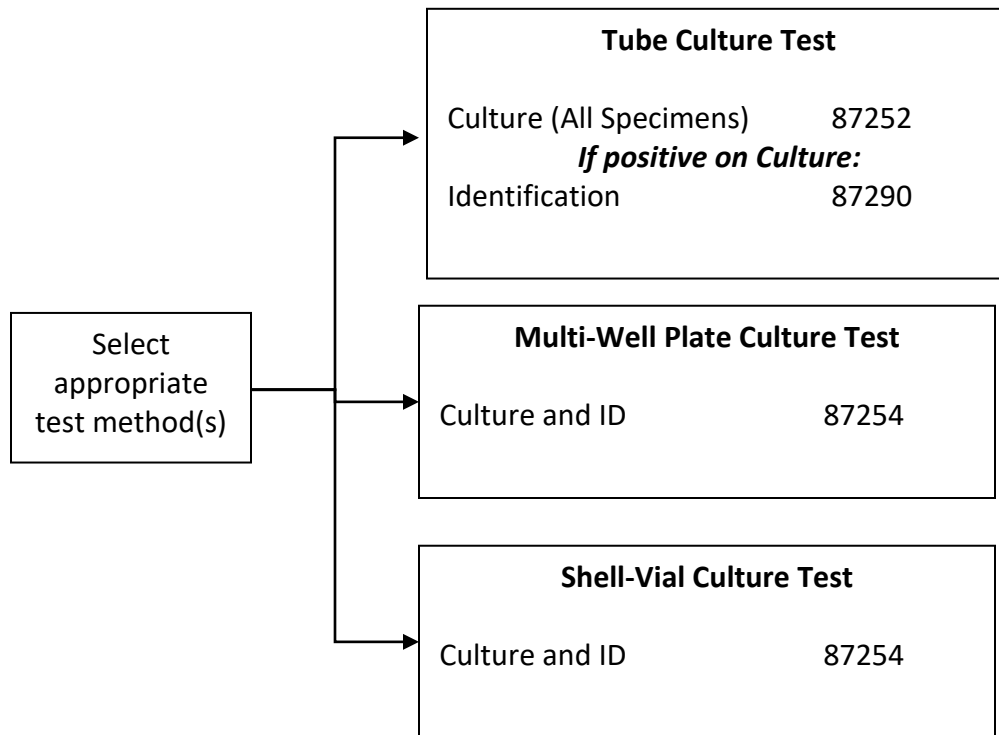 Tube Culture Test
Culture (All Specimens) 87252
If positive on Culture:
Identification 87290
Select
appropriate
test method(s)
Multi-Well Plate Culture Test
Culture and ID 87254
Shell-Vial Culture Test
Culture and ID 87254